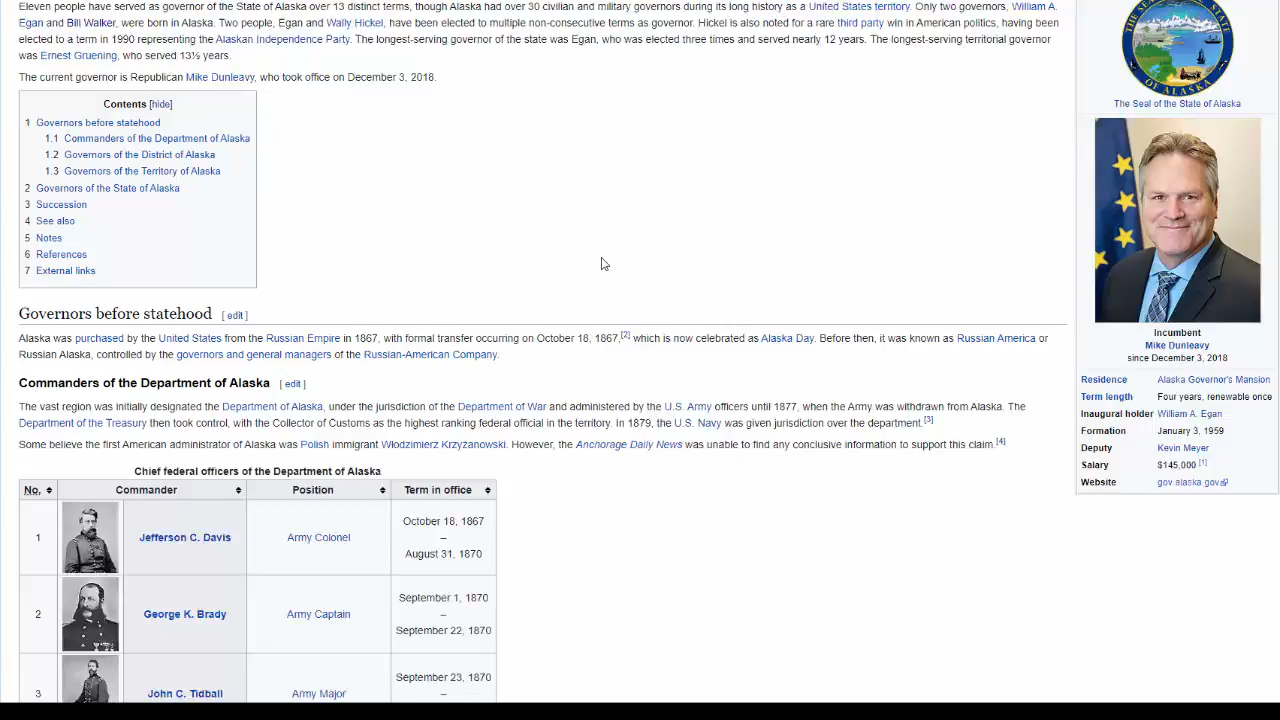 Eleven people have served as governor of the State of Alaska over 13 distinct terms, though Alaska had over 30 civilian and military governors during its long history as a United States territory. Only two governors, William A.
Egan and Bill Walker, were born in Alaska. Two people, Egan and Wally Hickel, have been elected to multiple non-consecutive terms as governor. Hickel is also noted for a rare third party win in American politics, having been
elected to a term in 1990 representing the Alaskan Independence Party. The longest-serving governor of the state was Egan, who was elected three times and served nearly 12 years. The longest-serving territorial governor
was Ernest Gruening, who served 13½ years.
The current governor is Republican Mike Dunleavy, who took office on December 3, 2018.
Contents [hide]
1 Governors before statehood
1.1 Commanders of the Department of Alaska
1.2 Governors of the District of Alaska
1.3 Governors of the Territory of Alaska
2 Governors of the State of Alaska
3 Succession
4 See also
5 Notes
6 References
7 External links
Governors before statehood [ edit ]
Alaska was purchased by the United States from the Russian Empire in 1867, with formal transfer occurring on October 18, 1867,[2] which is now celebrated as Alaska Day. Before then, it was known as Russian America or
Russian Alaska, controlled by the governors and general managers of the Russian-American Company.
Commanders of the Department of Alaska [ edit ]
The vast region was initially designated the Department of Alaska, under the jurisdiction of the Department of War and administered by the U.S. Army officers until 1877, when the Army was withdrawn from Alaska. The
Department of the Treasury then took control, with the Collector of Customs as the highest ranking federal official in the territory. In 1879, the U.S. Navy was given jurisdiction over the department.[3]
Some believe the first American administrator of Alaska was Polish immigrant Włodzimierz Krzyżanowski. However, the Anchorage Daily News was unable to find any conclusive information to support this claim.[4]
Chief federal officers of the Department of Alaska
No. Commander Position Term in office
1 Jefferson C. Davis Army Colonel October 18, 1867
–
August 31, 1870
2 George K. Brady Army Captain September 1, 1870
–
September 22, 1870
3 John C. Tidball Army Major September 23, 1870
–
THE SEAL OF THE STATE OF ALASKA
The Seal of the State of Alaska
Incumbent
Mike Dunleavy
since December 3, 2018
Residence Alaska Governor's Mansion
Term length Four years, renewable once
Inaugural holder William A. Egan
Formation January 3, 1959
Deputy Kevin Meyer
Salary $145,000 [1]
Website gov.alaska.gov